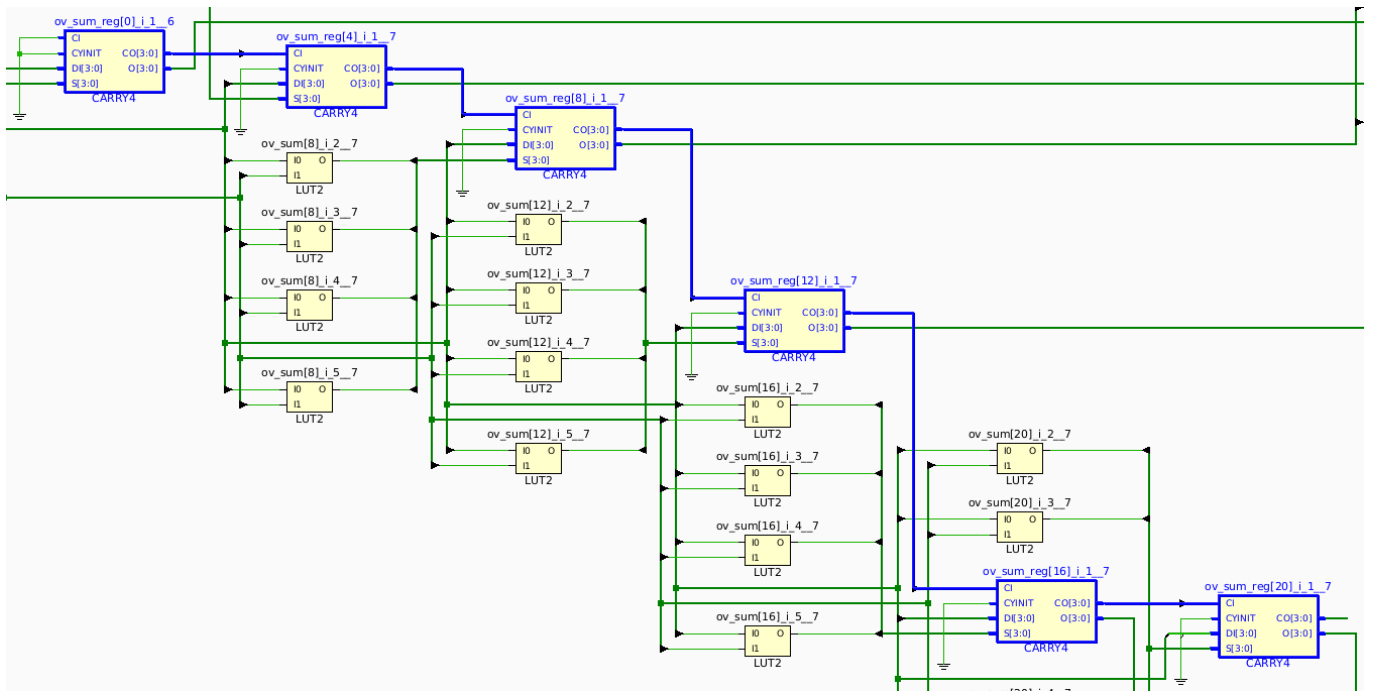 ov_sum_reg[0]_i_1__6
CI
CYINIT CO[3:0]
DI[3:0] O[3:0]
S[3:0]
CARRY4
ov_sum_reg[4]_i_1__7
CI
CYINIT CO[3:0]
DI[3:0] O[3:0]
S[3:0]
CARRY4
ov_sum_reg[8]_i_1__7
CI
CYINIT CO[3:0]
DI[3:0] O[3:0]
S[3:0]
CARRY4
ov_sum[8]_i_2__7
I0 O
I1
LUT2
ov_sum[8]_i_3__7
I0 O
I1
LUT2
ov_sum[8]_i_4__7
I0 O
I1
LUT2
ov_sum[8]_i_5__7
I0 O
I1
LUT2
ov_sum[12]_i_2__7
I0 O
I1
LUT2
ov_sum[12]_i_3__7
I0 O
I1
LUT2
ov_sum[12]_i_4__7
I0 O
I1
LUT2
ov_sum[12]_i_5__7
I0 O
I1
LUT2
ov_sum_reg[12]_i_1__7
CI
CYINIT CO[3:0]
DI[3:0] O[3:0]
S[3:0]
CARRY4
ov_sum[16]_i_2__7
I0 O
I1
LUT2
ov_sum[16]_i_3__7
I0 O
I1
LUT2
ov_sum[16]_i_4__7
I0 O
I1
LUT2
ov_sum[16]_i_5__7
I0 O
I1
LUT2
ov_sum[20]_i_2__7
I0 O
I1
LUT2
ov_sum[20]_i_3__7
I0 O
I1
LUT2
ov_sum_reg[16]_i_1__7
CI
CYINIT CO[3:0]
DI[3:0] O[3:0]
S[3:0]
CARRY4
ov_sum_reg[20]_i_1__7
CI
CYINIT CO[3:0]
DI[3:0] O[3:0]
S[3:0]
CARRY4